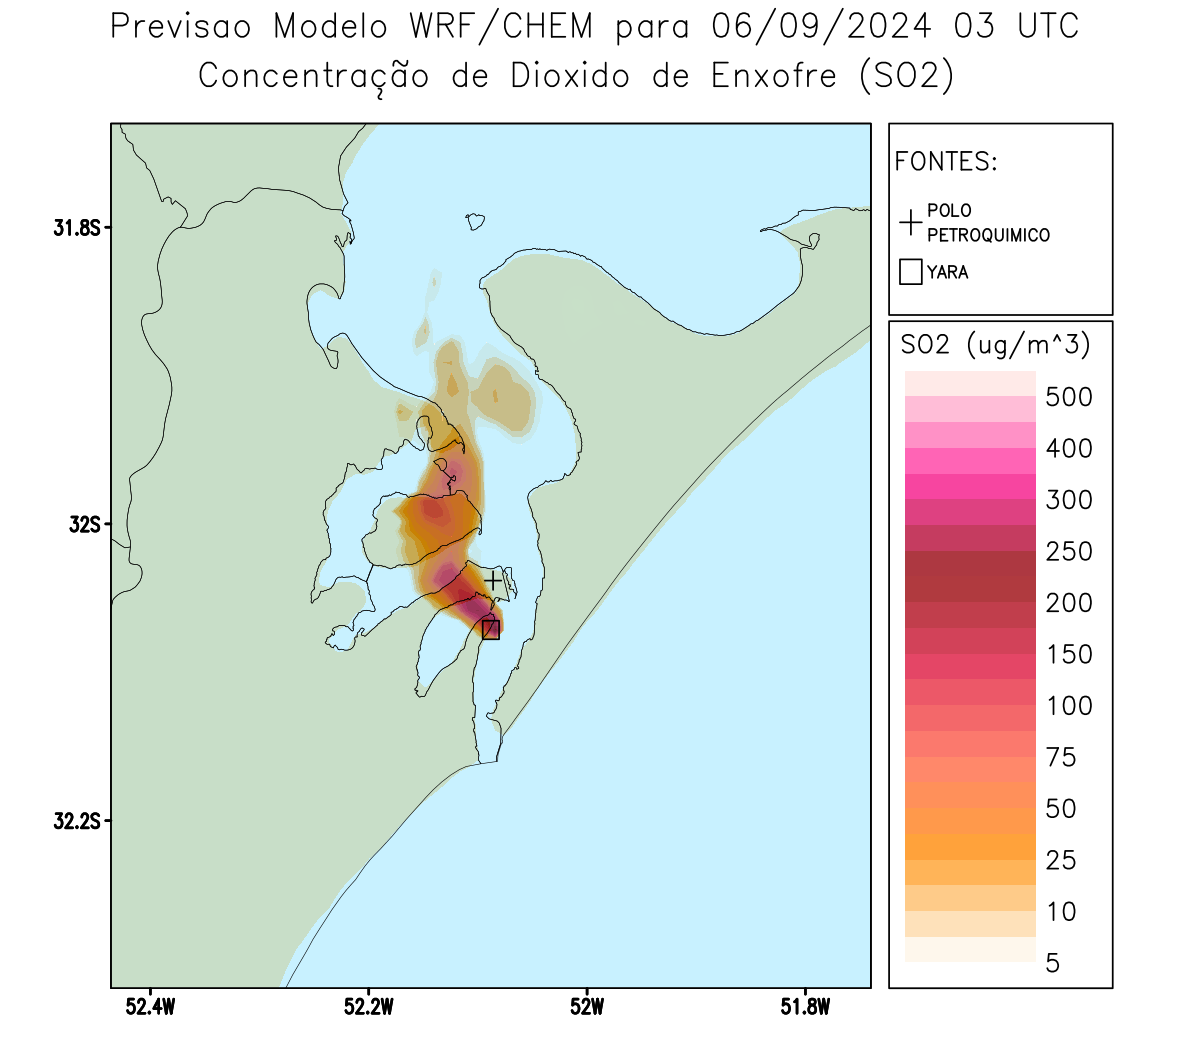 Previsao Modelo WRF/CHEM para 06/09/2024 03 UTC
Concentração de Dioxido de Enxofre (SO2)
FONTES:
POLO
PETROQUIMICO
YARA
SO2 (ug/m^3)
500
400
300
250
200
150
100
75
50
25
10
5
31.8S
32S
32.2S
52.4W
52.2W
52W
51.8W